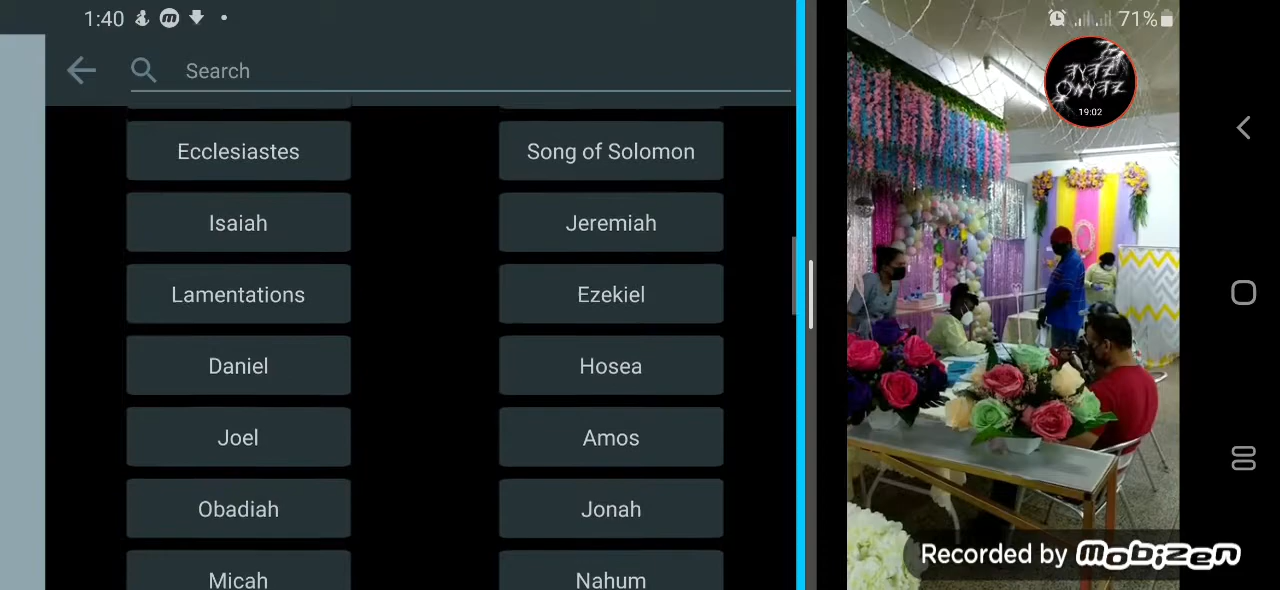 1:40
71%
Search
19:02
Ecclesiastes
Song of Solomon
Isaiah
Jeremiah
Lamentations
Ezekiel
Daniel
Hosea
Joel
Amos
Obadiah
Jonah
Micah
Nahum
Recorded by mobizen